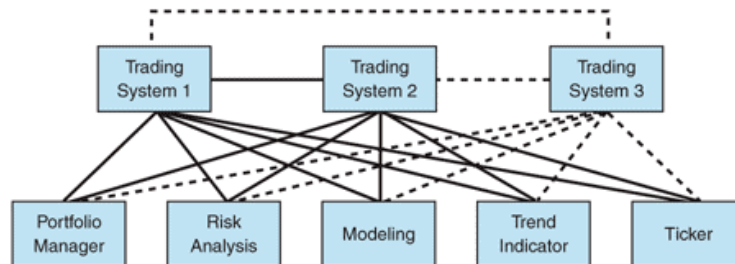 Trading
System 1
Trading
System 2
Trading
System 3
Portfolio
Manager
Risk
Analysis
Modeling
Trend
Indicator
Ticker